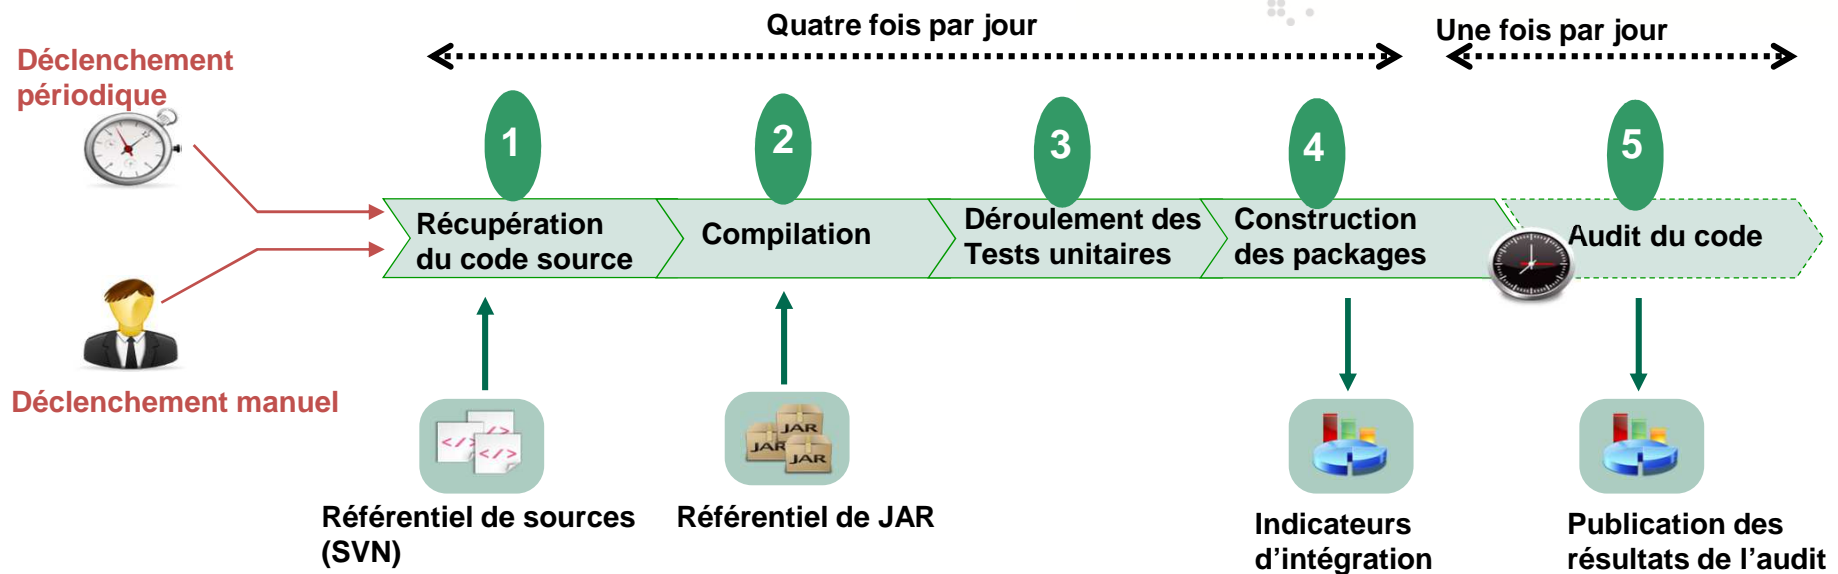 Quatre fois par jour
Une fois par jour
Déclenchement
périodique
1
2
3
4
5
Récupération
du code source
Compilation
Déroulement des
Tests unitaires
Construction
des packages
Audit du code
Déclenchement manuel
</>
</>
JAR
JAR
JAR
Référentiel de sources
(SVN)
Référentiel de JAR
Indicateurs
d’intégration
Publication des
résultats de l’audit